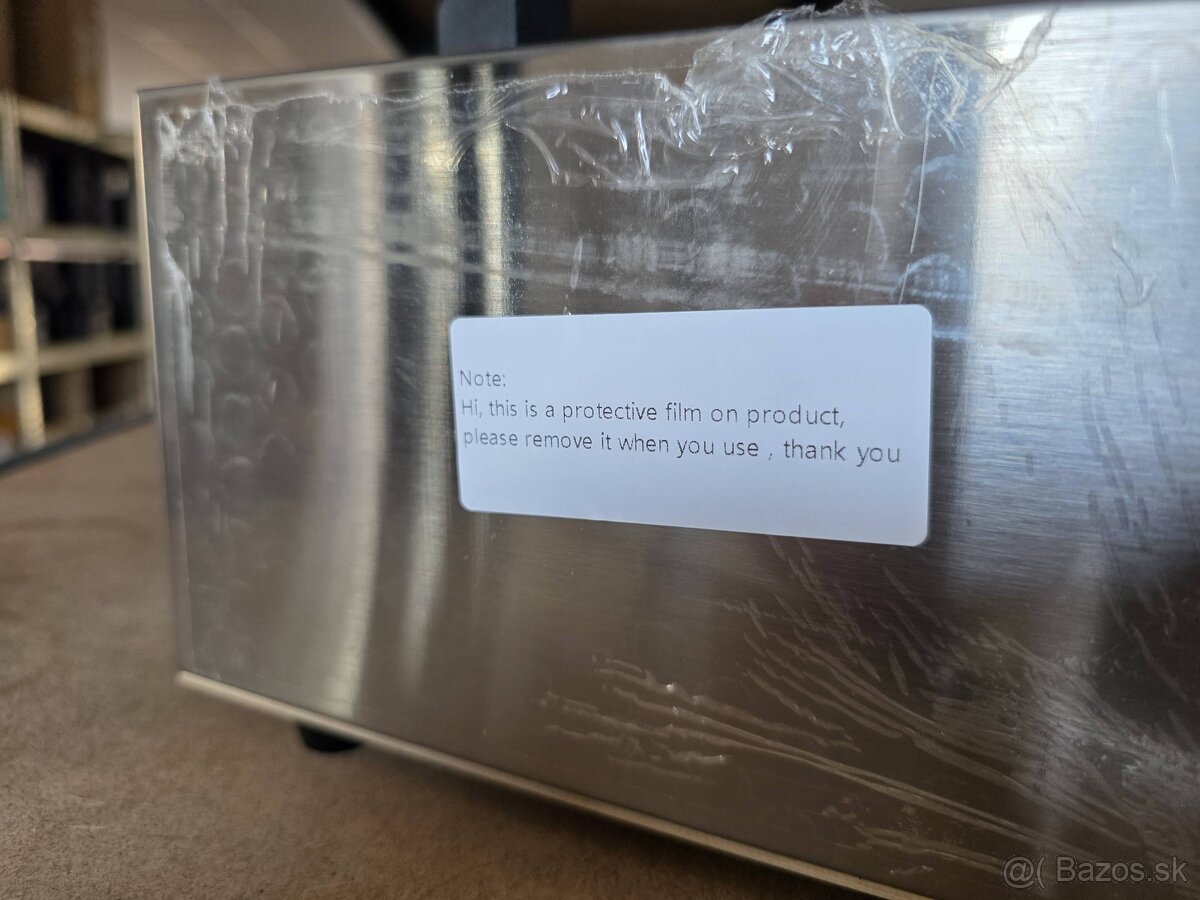 Note:
Hi, this is a protective film on product,
please remove it when you use , thank you
@( Bazos.sk